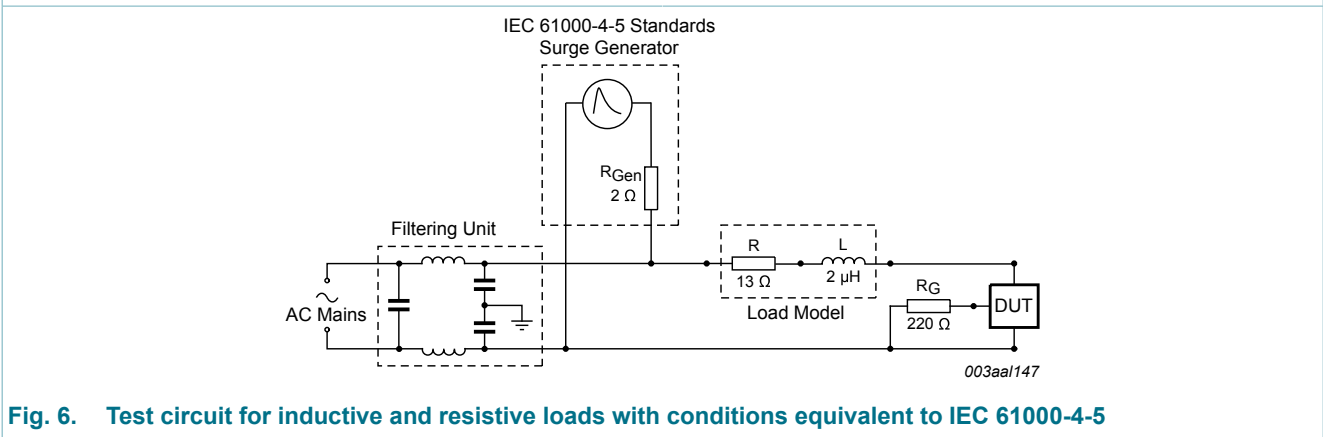 IEC 61000-4-5 Standards
Surge Generator
RGen
2 Ω
Filtering Unit
AC Mains
R
13 Ω
L
2 µH
Load Model
RG
220 Ω
DUT
003aal147
Fig. 6. Test circuit for inductive and resistive loads with conditions equivalent to IEC 61000-4-5